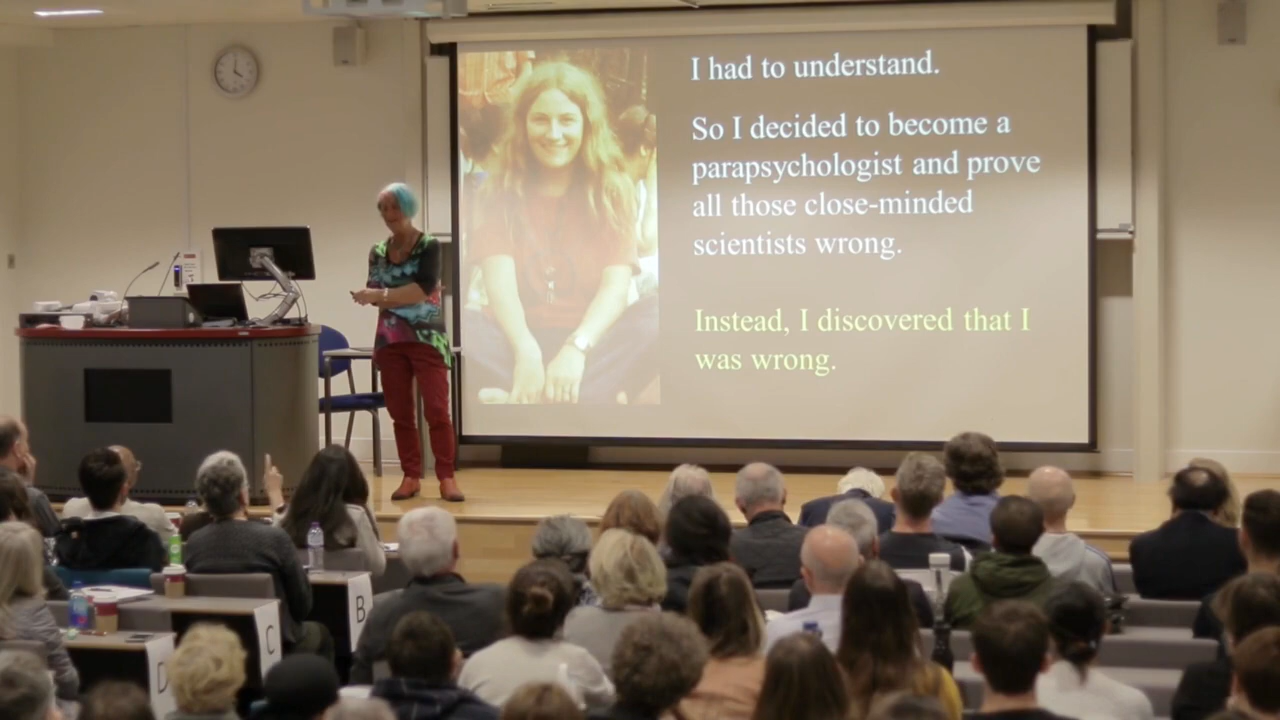 I had to understand.
So I decided to become a
parapsychologist and prove
all those close-minded
scientists wrong.
Instead, I discovered that I
was wrong.
B
C
D